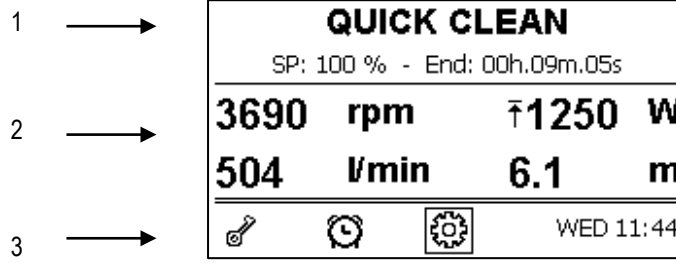 1
QUICK CLEAN
SP: 100 % - End: 00h.09m.05s
2
3690 rpm 1250 W
504 l/min 6.1 m
3
WED 11:44